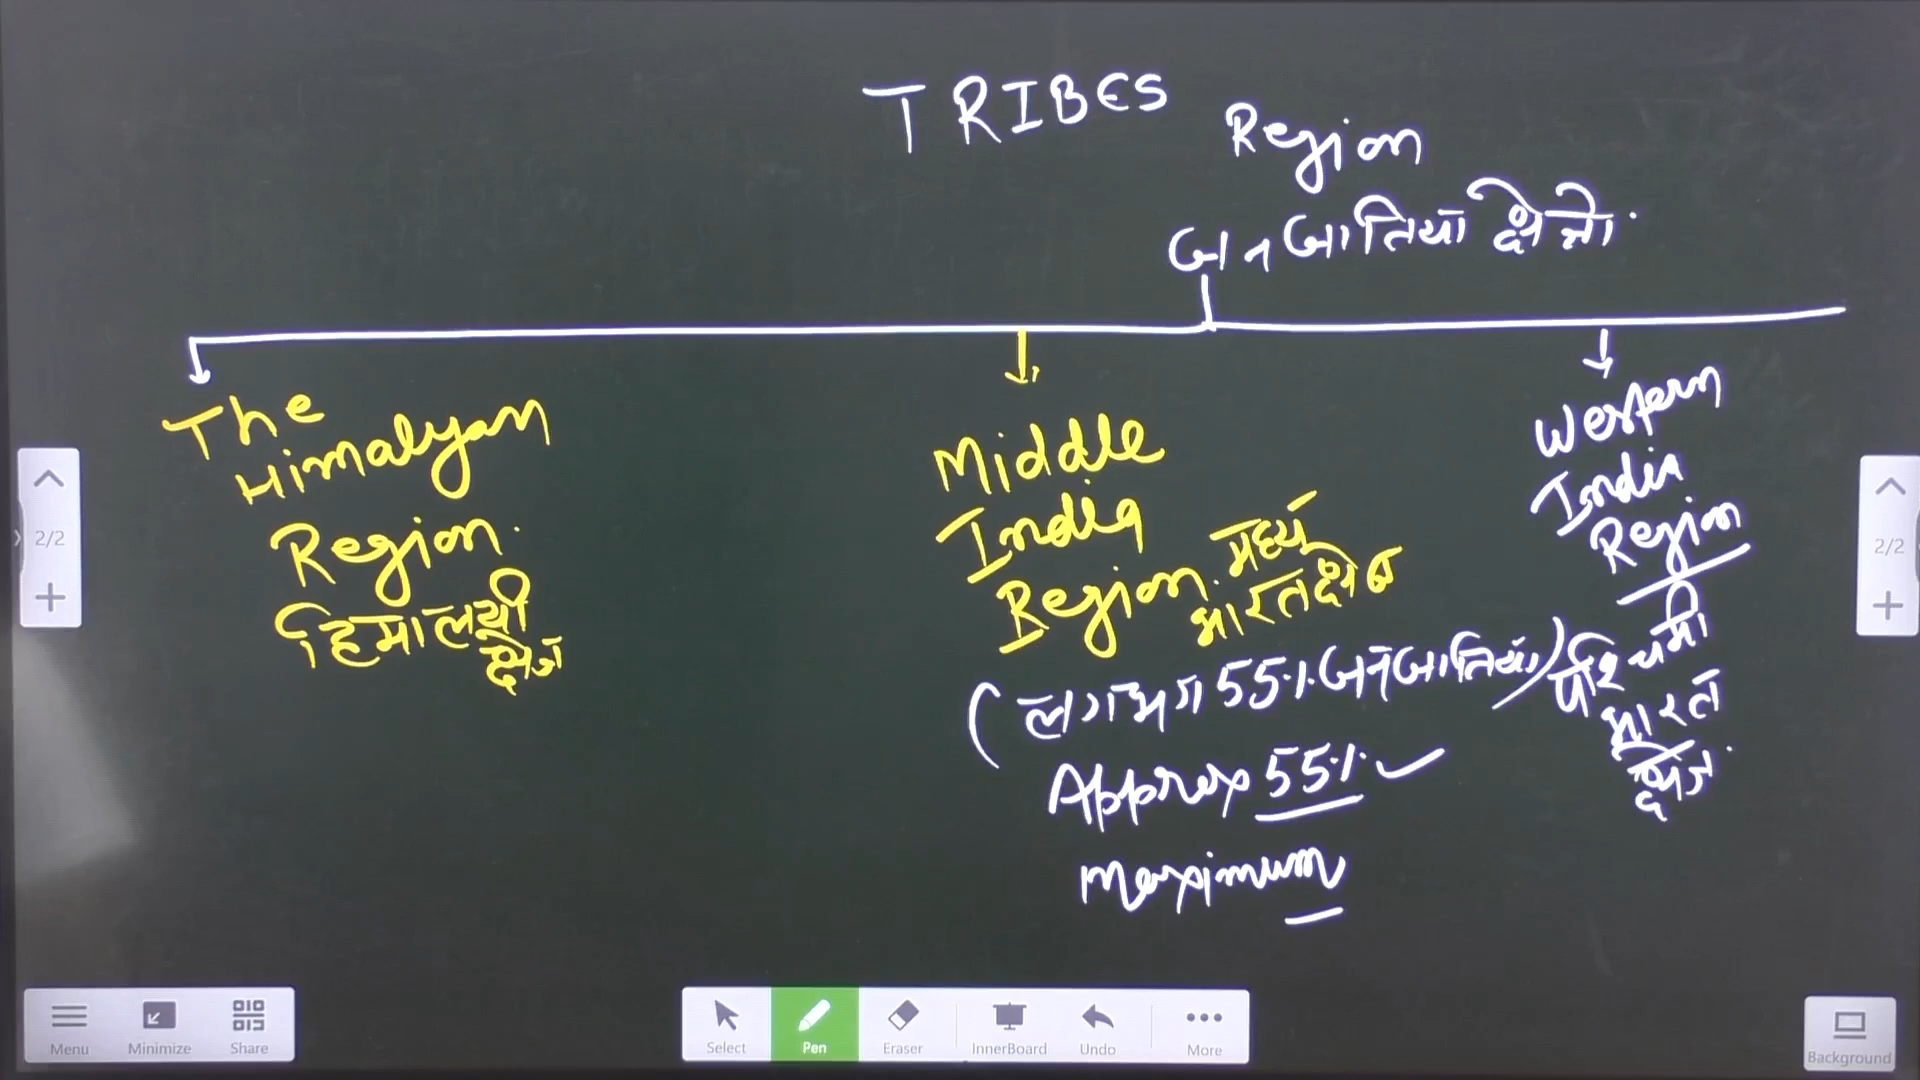 TRIBES
Region
जनजातियाँ क्षेत्रो.
The
Himalyan
Region.
हिमालयी
क्षेत्र
Middle
India
Region. मध्य
भारत क्षेत्र
(लगभग 55% जनजातियाँ)
Approx 55%
maximum
Western
India
Region
पश्चिमी
भारत
क्षेत्र.
2/2
2/2
Menu
Minimize
Share
Select
Pen
Eraser
InnerBoard
Undo
More
Background